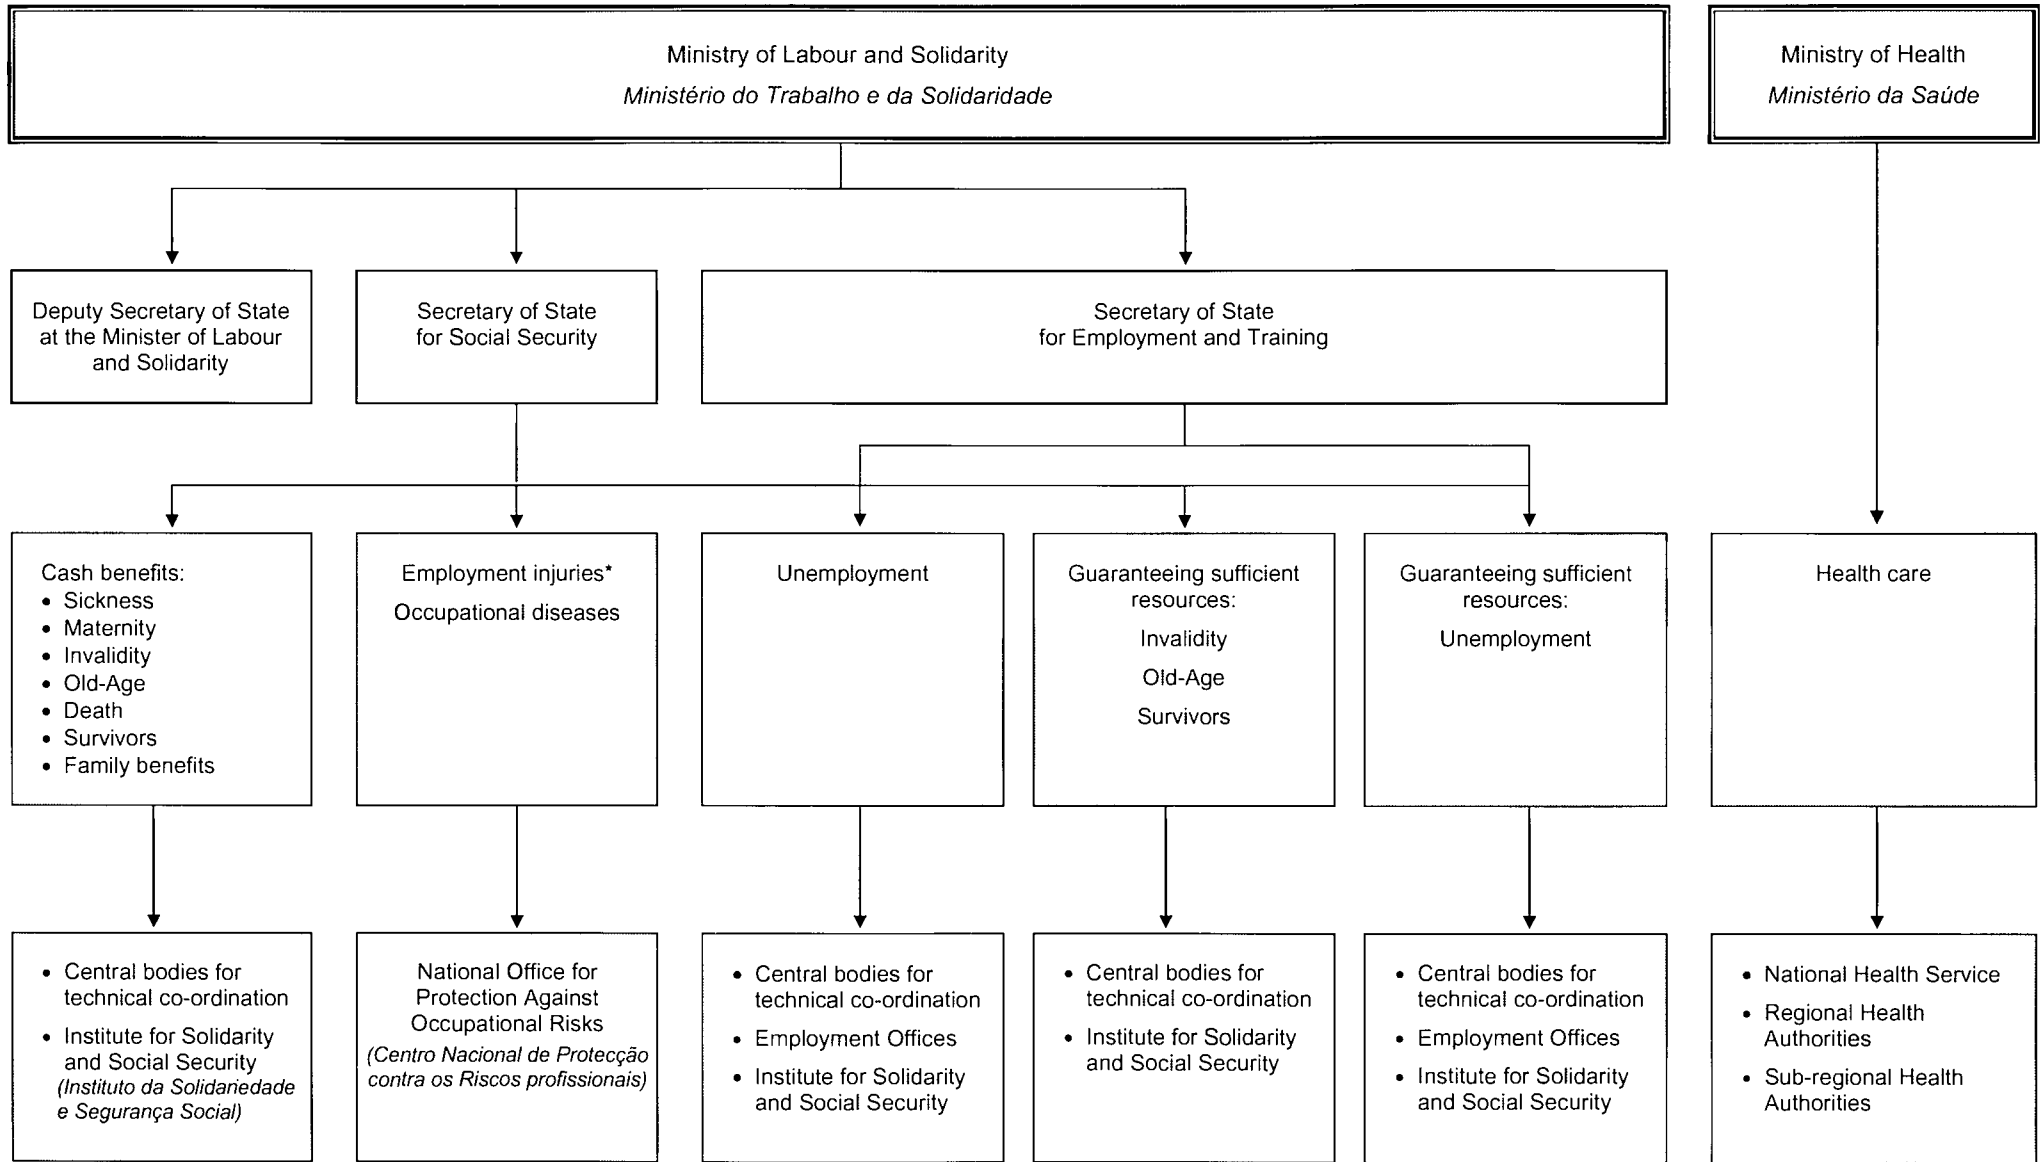 Ministry of Labour and Solidarity
Ministério do Trabalho e da Solidaridade
Ministry of Health
Ministério da Saúde
Deputy Secretary of State
at the Minister of Labour
and Solidarity
Secretary of State
for Social Security
Secretary of State
for Employment and Training
Cash benefits:
• Sickness
• Maternity
• Invalidity
• Old-Age
• Death
• Survivors
• Family benefits
Employment injuries*
Occupational diseases
Unemployment
Guaranteeing sufficient
resources:
Invalidity
Old-Age
Survivors
Guaranteeing sufficient
resources:
Unemployment
Health care
• Central bodies for
technical co-ordination
• Institute for Solidarity
and Social Security
(Instituto da Solidariedade
e Segurança Social)
National Office for
Protection Against
Occupational Risks
(Centro Nacional de Protecção
contra os Riscos profissionais)
• Central bodies for
technical co-ordination
• Employment Offices
• Institute for Solidarity
and Social Security
• Central bodies for
technical co-ordination
• Institute for Solidarity
and Social Security
• Central bodies for
technical co-ordination
• Employment Offices
• Institute for Solidarity
and Social Security
• National Health Service
• Regional Health
Authorities
• Sub-regional Health
Authorities